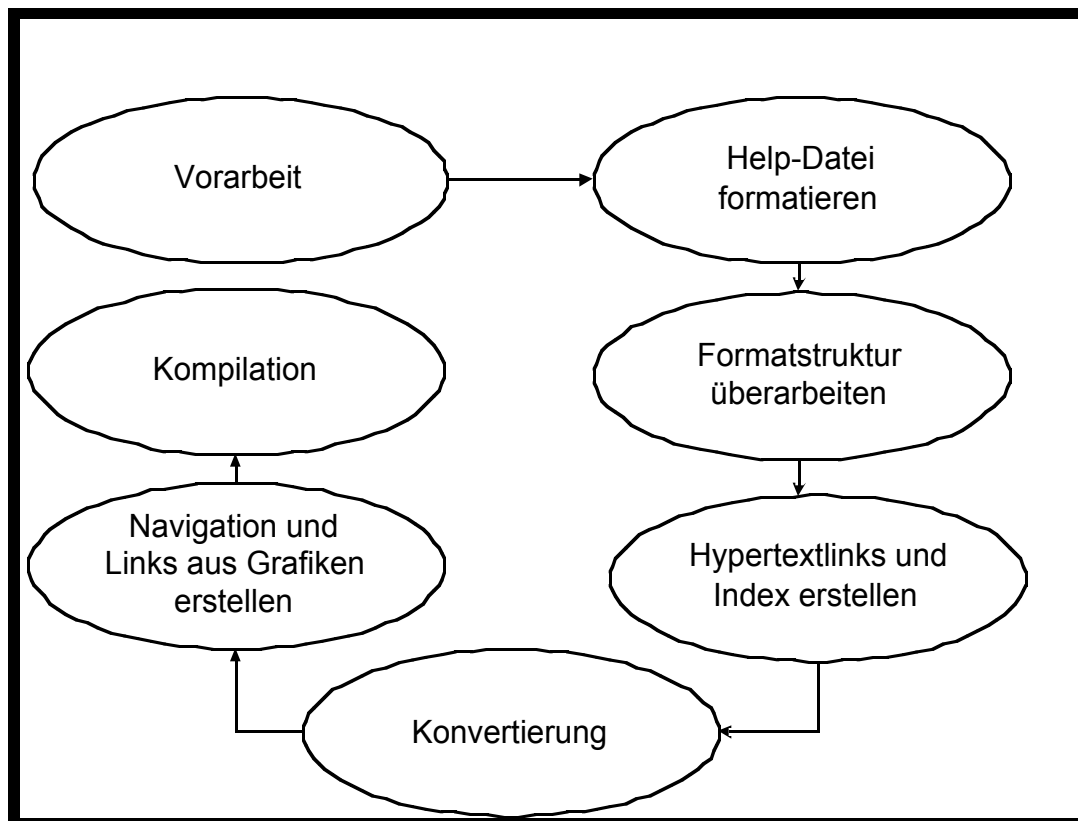 Vorarbeit
Help-Datei
formatieren
Formatstruktur
überarbeiten
Hypertextlinks und
Index erstellen
Konvertierung
Navigation und
Links aus Grafiken
erstellen
Kompilation